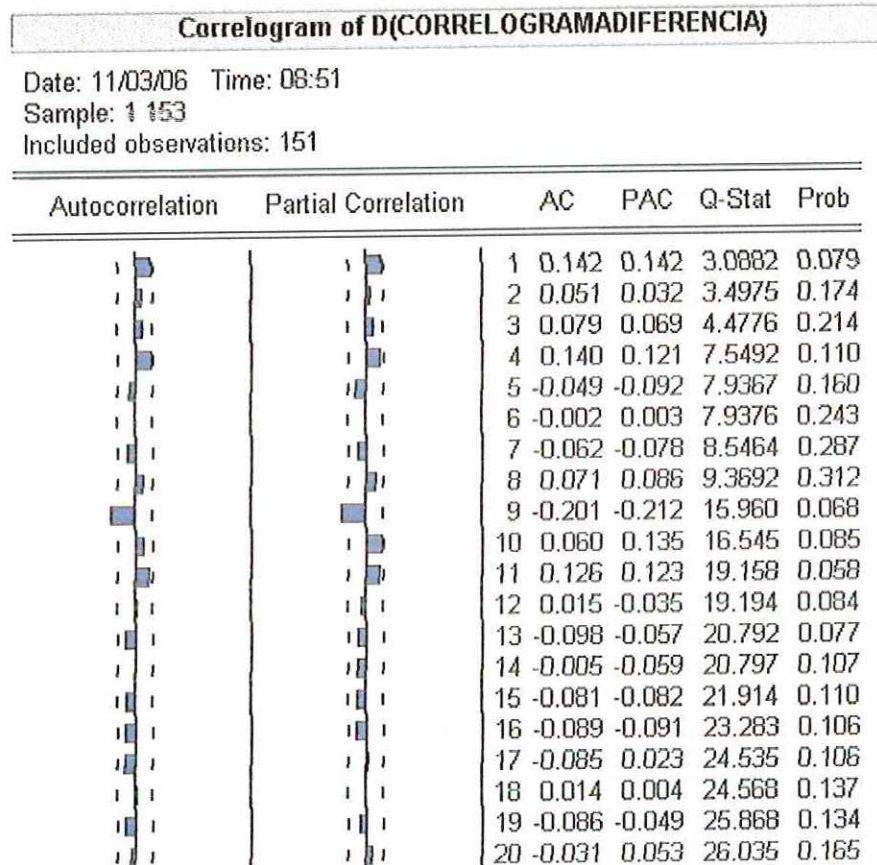 Correlogram of D(CORRELOGRAMADIFERENCIA)
Date: 11/03/06 Time: 08:51
Sample: 1 153
Included observations: 151
Autocorrelation Partial Correlation AC PAC Q-Stat Prob
1 0.142 0.142 3.0882 0.079
2 0.051 0.032 3.4975 0.174
3 0.079 0.069 4.4776 0.214
4 0.140 0.121 7.5492 0.110
5 -0.049 -0.092 7.9367 0.160
6 -0.002 0.003 7.9376 0.243
7 -0.062 -0.078 8.5464 0.287
8 0.071 0.086 9.3692 0.312
9 -0.201 -0.212 15.960 0.068
10 0.060 0.135 16.545 0.085
11 0.126 0.123 19.158 0.058
12 0.015 -0.035 19.194 0.084
13 -0.098 -0.057 20.792 0.077
14 -0.005 -0.059 20.797 0.107
15 -0.081 -0.082 21.914 0.110
16 -0.089 -0.091 23.283 0.106
17 -0.085 0.023 24.535 0.106
18 0.014 0.004 24.568 0.137
19 -0.086 -0.049 25.868 0.134
20 -0.031 0.053 26.035 0.165